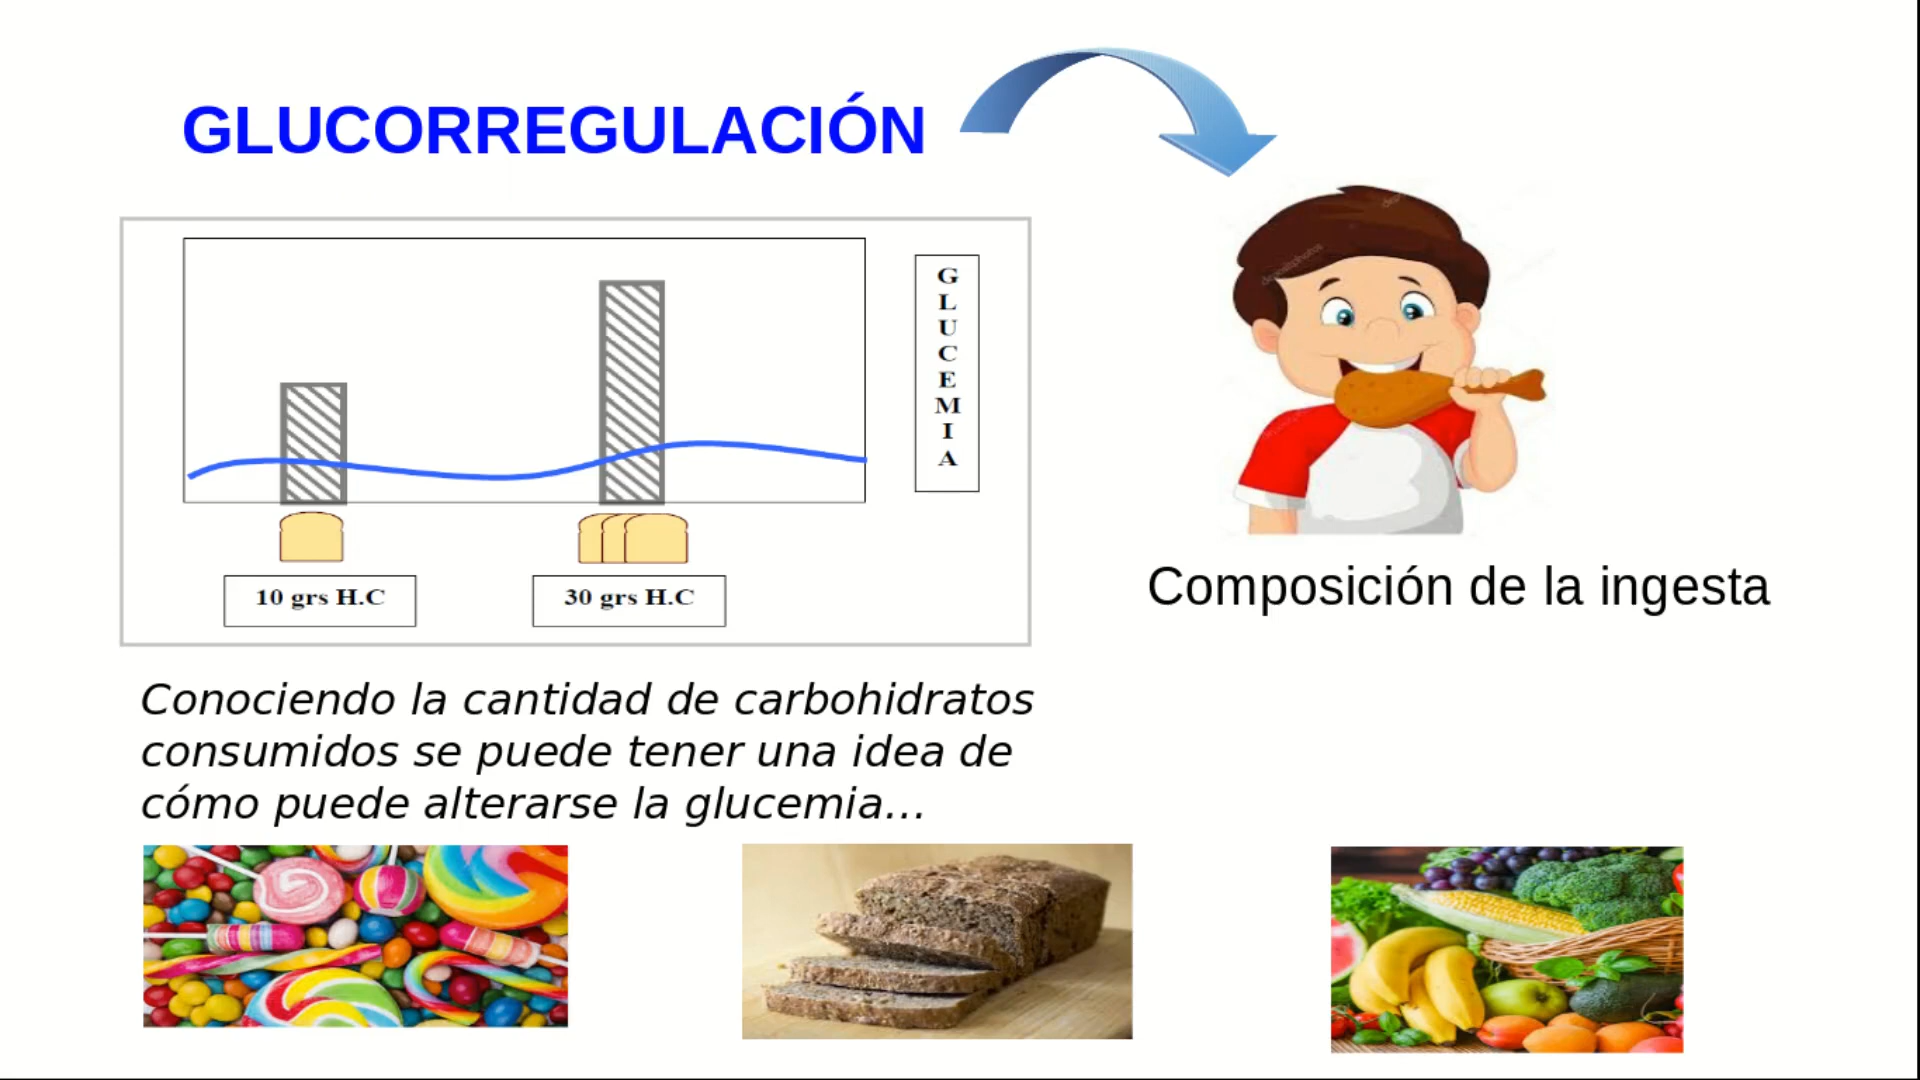 GLUCORREGULACIÓN
GLUCEMIA
10 grs H.C
30 grs H.C
Composición de la ingesta
Conociendo la cantidad de carbohidratos
consumidos se puede tener una idea de
cómo puede alterarse la glucemia...